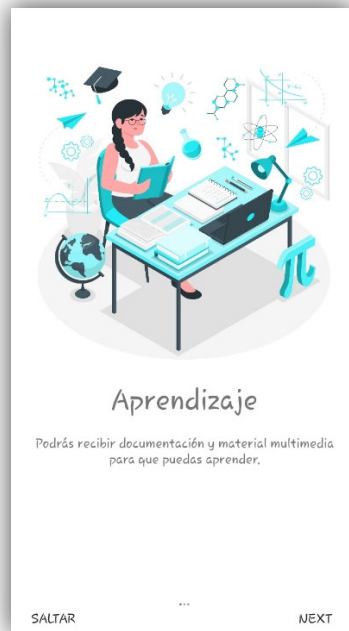 Aprendizaje
Podrás recibir documentación y material multimedia
para que puedas aprender.
...
SALTAR
NEXT